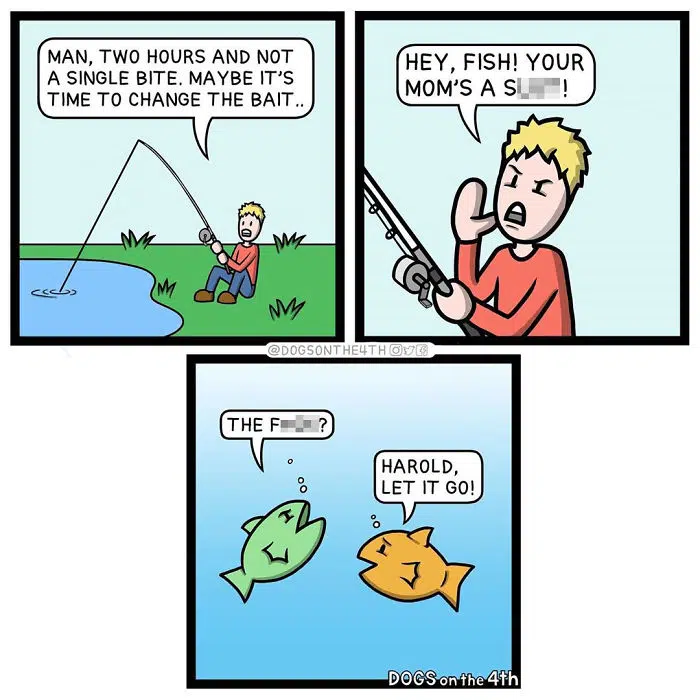 MAN, TWO HOURS AND NOT
A SINGLE BITE. MAYBE IT'S
TIME TO CHANGE THE BAIT..
HEY, FISH! YOUR
MOM'S A S !
@DOGSONTHE4TH
THE F ?
HAROLD,
LET IT GO!
DOGS on the 4th